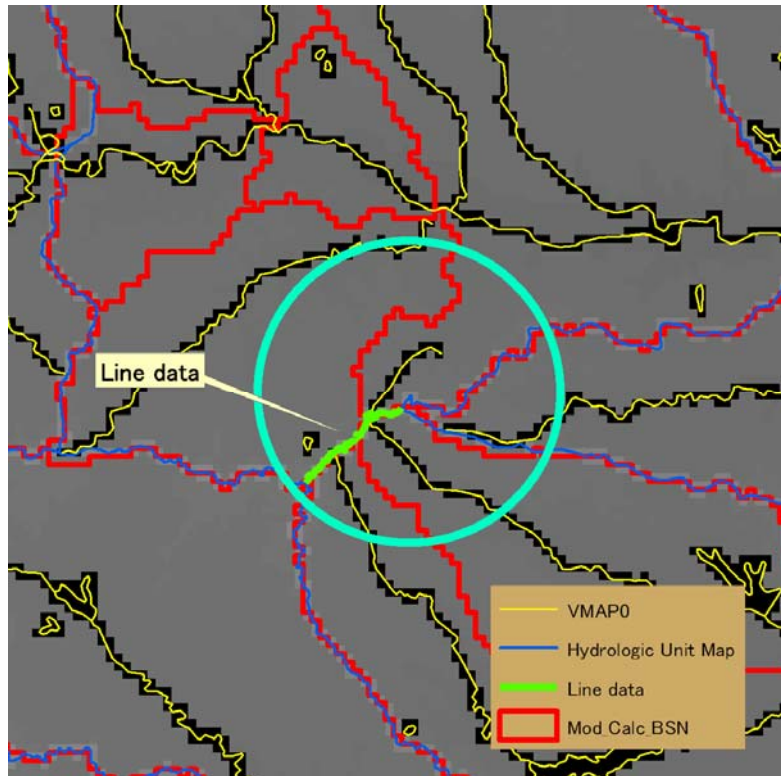 Line data
VMAP0
Hydrologic Unit Map
Line data
Mod_Calc_BSN